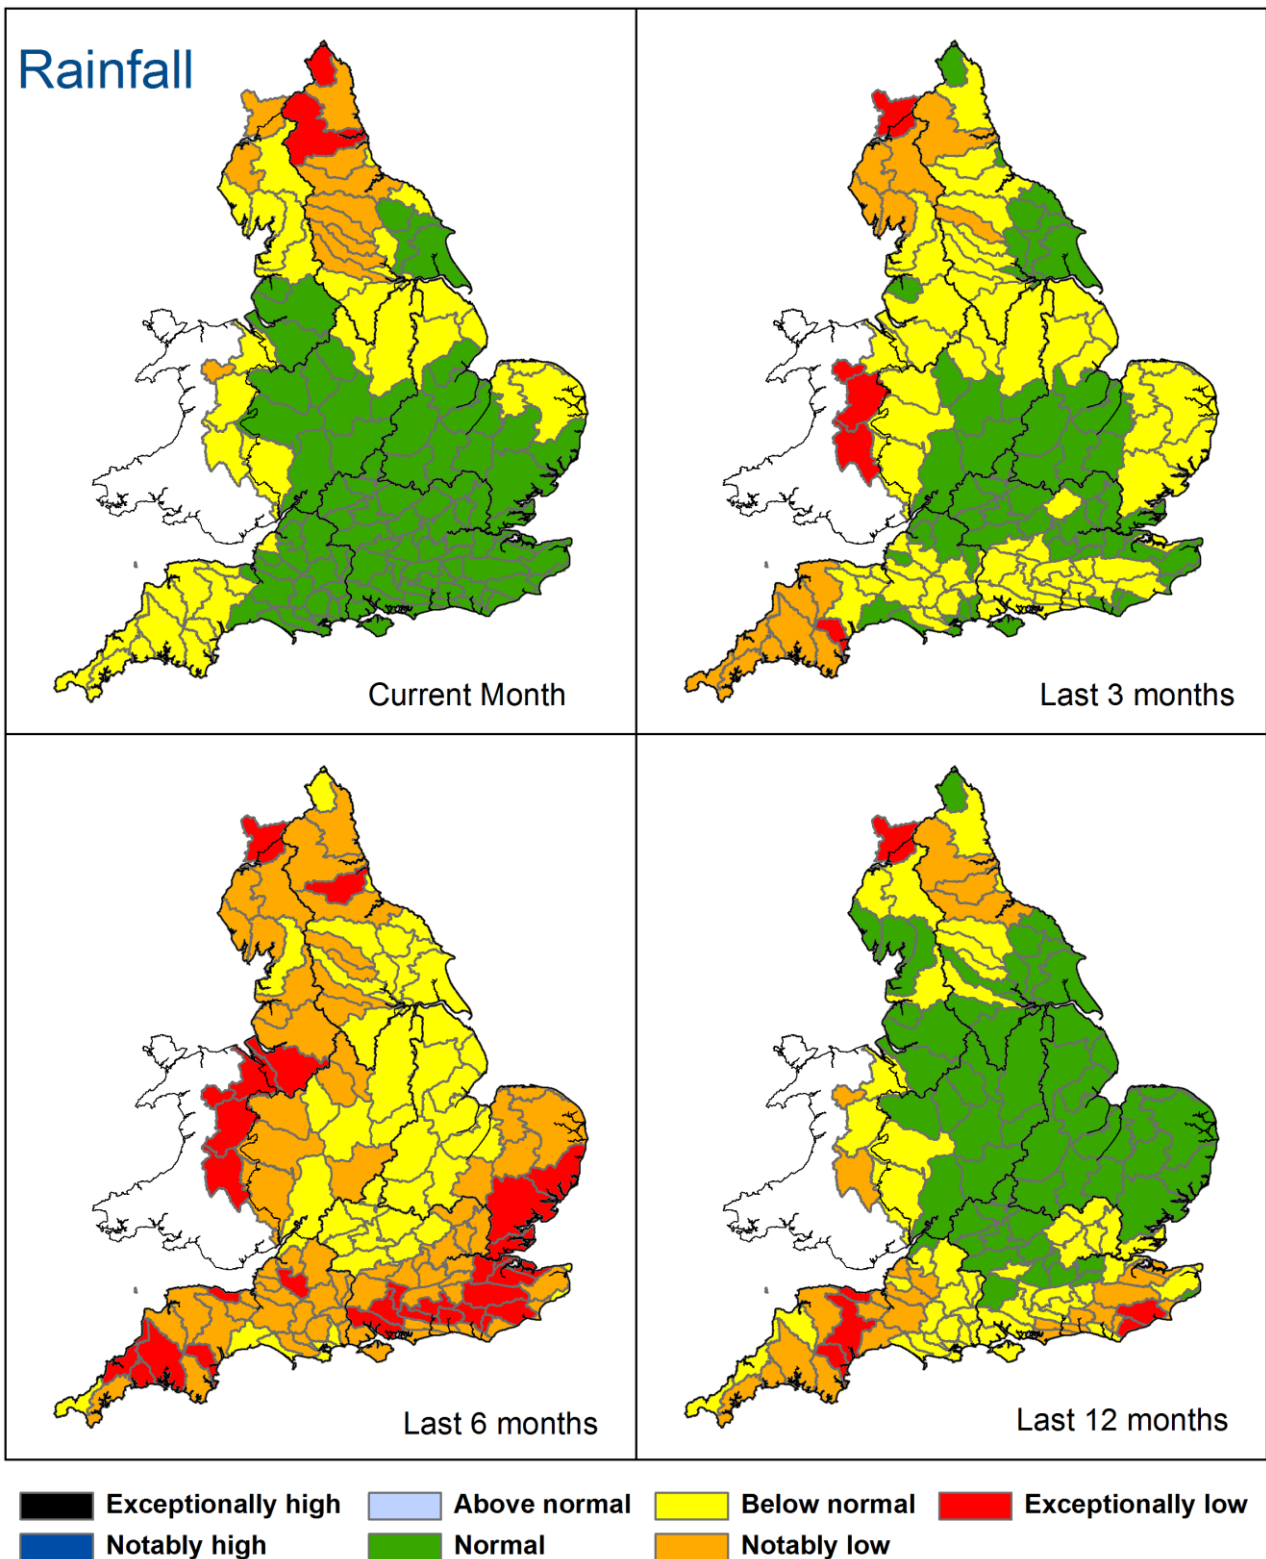 Rainfall
Current Month
Last 3 months
Last 6 months
Last 12 months
Exceptionally high
Above normal
Below normal
Exceptionally low
Notably high
Normal
Notably low